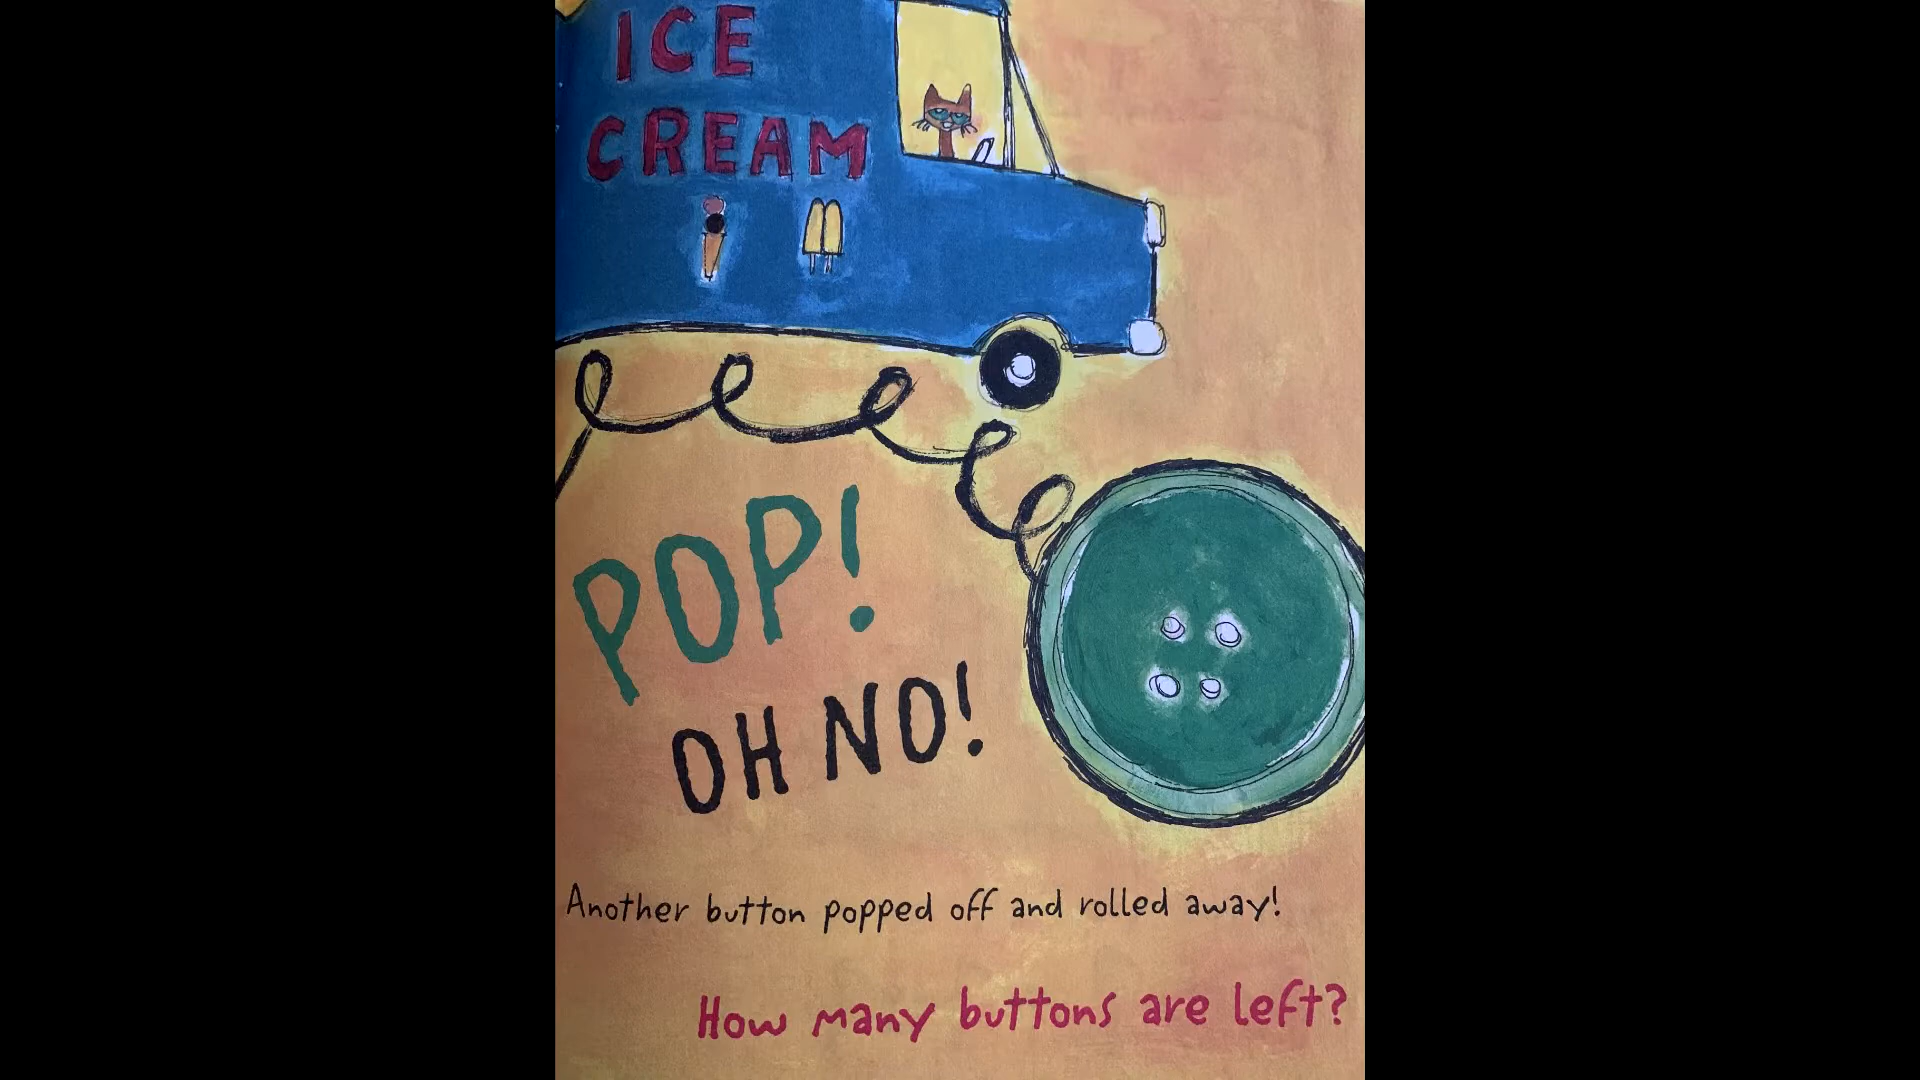 ICE
CREAM
POP!
OH NO!
Another button popped off and rolled away!
How many buttons are left?